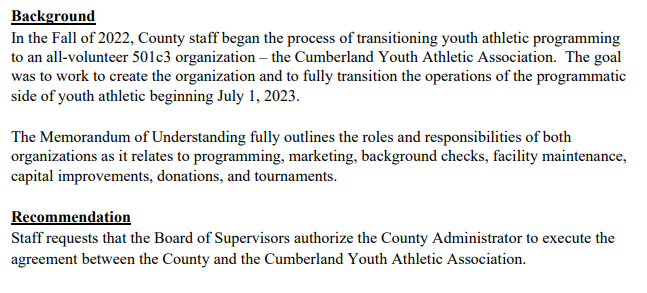 Background
In the Fall of 2022, County staff began the process of transitioning youth athletic programming
to an all-volunteer 501c3 organization – the Cumberland Youth Athletic Association.  The goal
was to work to create the organization and to fully transition the operations of the programmatic
side of youth athletic beginning July 1, 2023.
The Memorandum of Understanding fully outlines the roles and responsibilities of both
organizations as it relates to programming, marketing, background checks, facility maintenance,
capital improvements, donations, and tournaments.
Recommendation
Staff requests that the Board of Supervisors authorize the County Administrator to execute the
agreement between the County and the Cumberland Youth Athletic Association.